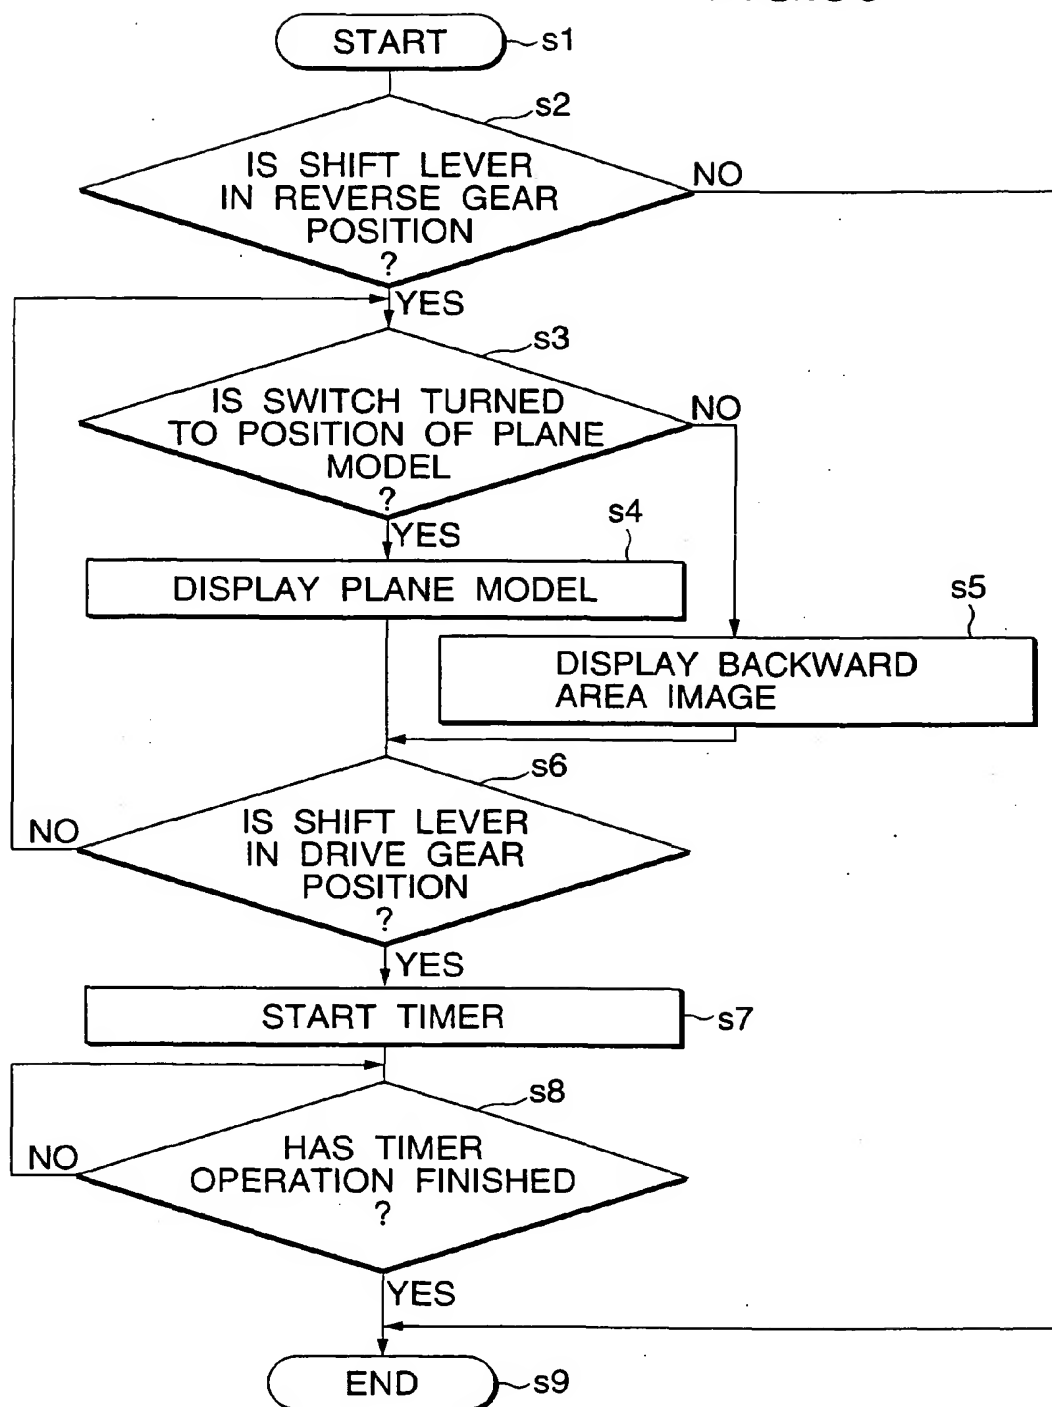 START
s1
s2
IS SHIFT LEVER
IN REVERSE GEAR
POSITION
?
NO
YES
s3
IS SWITCH TURNED
TO POSITION OF PLANE
MODEL
?
NO
YES
s4
DISPLAY PLANE MODEL
s5
DISPLAY BACKWARD
AREA IMAGE
s6
IS SHIFT LEVER
IN DRIVE GEAR
POSITION
?
NO
YES
START TIMER
s7
s8
HAS TIMER
OPERATION FINISHED
?
NO
YES
END
s9